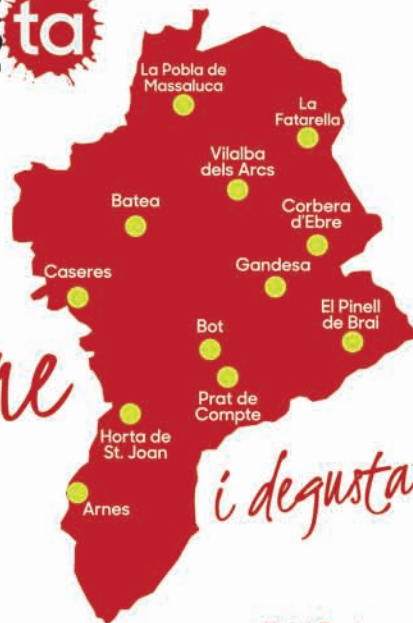 ta
La Pobla de
Massaluca
La
Fatarella
Vilalba
dels Arcs
Batea
Corbera
d'Ebre
Caseres
Gandesa
El Pinell
de Brai
Bot
Prat de
Compte
Horta de
St. Joan
i degusta
Arnes